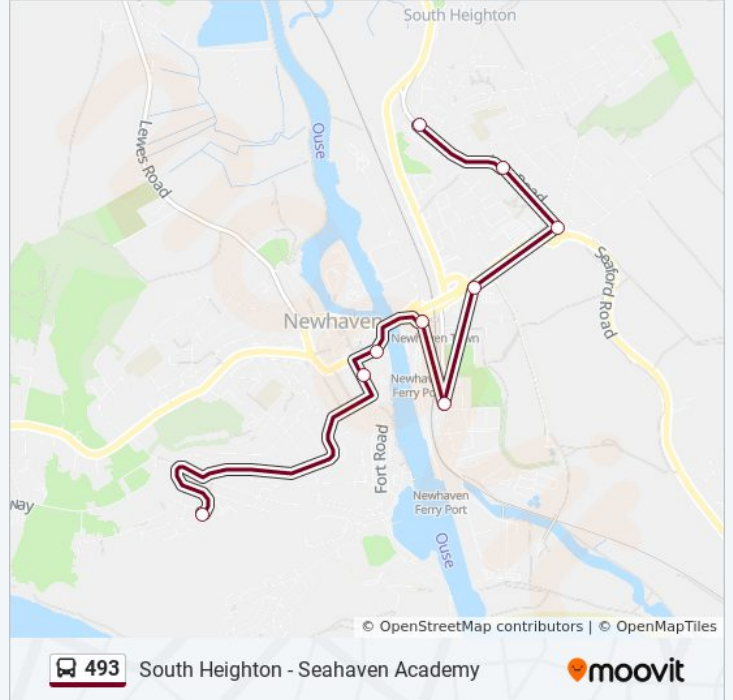 South Heighton
Ouse
Lewes Road
Road
Seaford Road
Newhaven
Newhaven Town
Newhaven
Ferry Port
Fort Road
way
Newhaven
Ferry Port
Ouse
© OpenStreetMap contributors | © OpenMapTiles
493 South Heighton - Seahaven Academy moovit